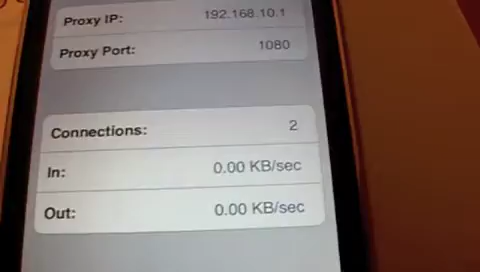 Proxy IP: 192.168.10.1
Proxy Port: 1080
Connections: 2
In: 0.00 KB/sec
Out: 0.00 KB/sec